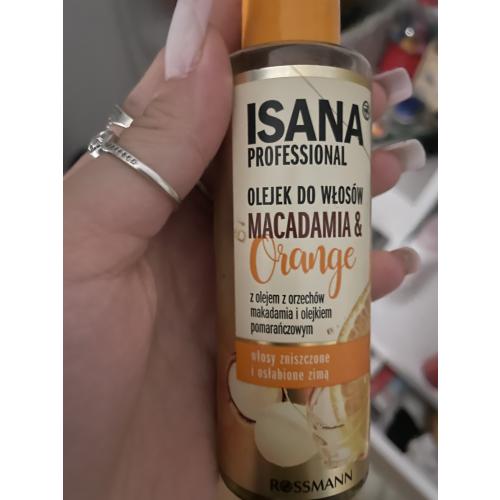 ISANA
PROFESSIONAL
OLEJEK DO WŁOSÓW
MACADAMIA &
Orange
z olejem z orzechów
makadamia i olejkiem
pomarańczowym
włosy zniszczone
i osłabione zimą
ROSSMANN